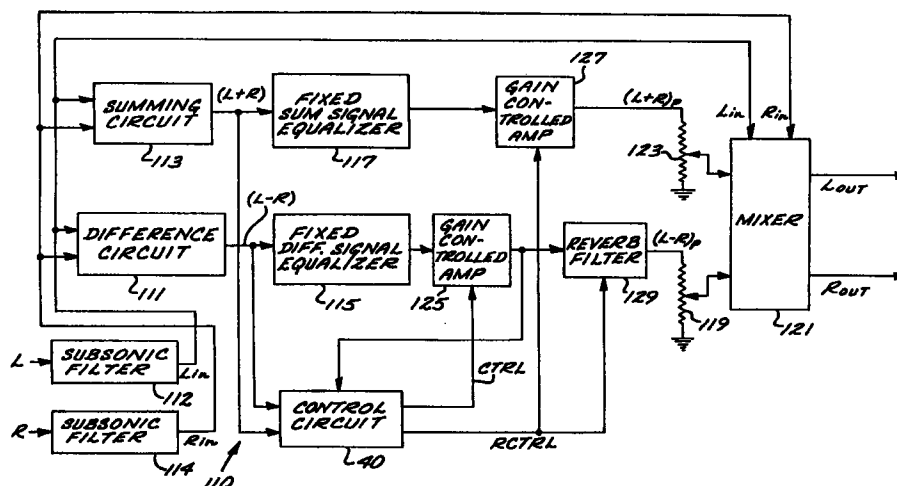 SUMMING
CIRCUIT
113
(L+R)
FIXED
SUM SIGNAL
EQUALIZER
117
GAIN
CON-
TROLLED
AMP
127
(L+R)p
123
Lin
Rin
MIXER
121
LOUT
ROUT
DIFFERENCE
CIRCUIT
111
(L-R)
FIXED
DIFF. SIGNAL
EQUALIZER
115
GAIN
CON-
TROLLED
AMP
125
REVERB
FILTER
129
(L-R)p
119
L
SUBSONIC
FILTER
112
Lin
R
SUBSONIC
FILTER
114
Rin
110
CONTROL
CIRCUIT
40
CTRL
RCTRL